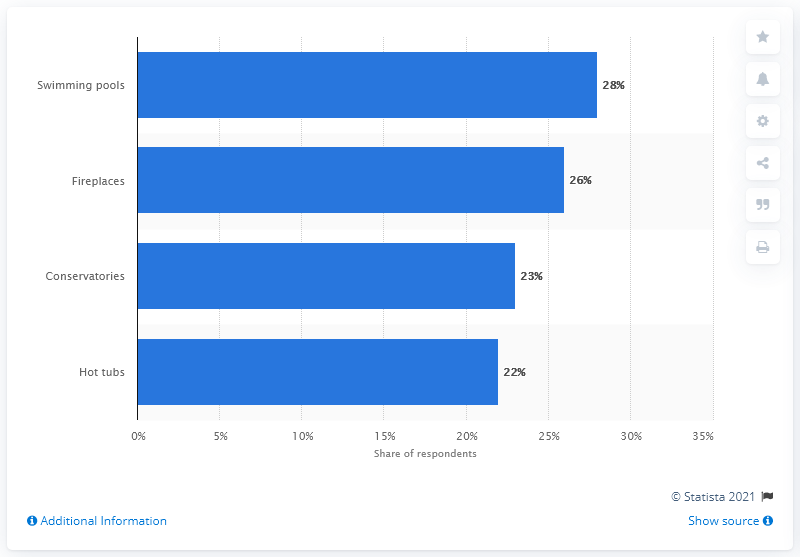 Swimming pools 28%
Fireplaces 26%
Conservatories 23%
Hot tubs 22%
0% 5% 10% 15% 20% 25% 30% 35%
Share of respondents
© Statista 2021
Additional Information Show source